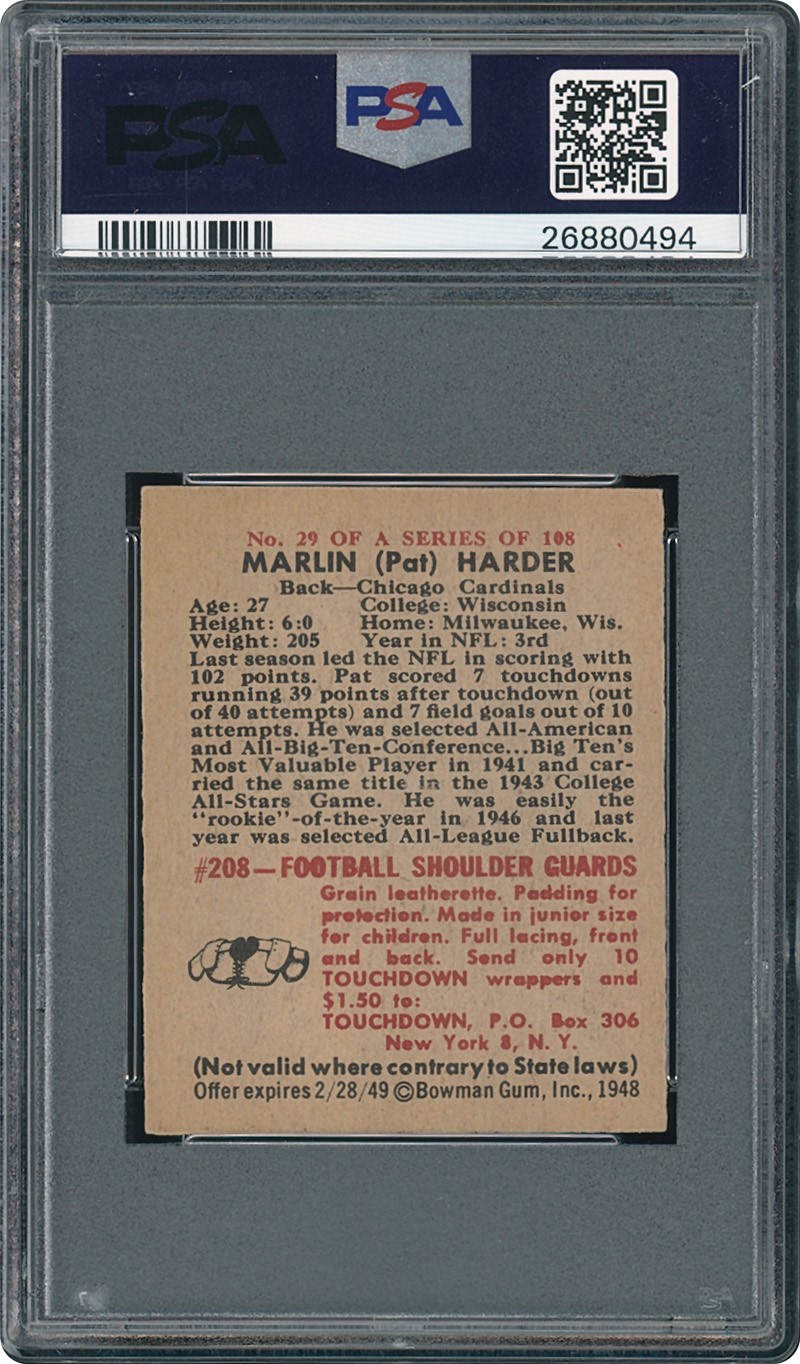 PSA
PSA
26880494
No. 29 OF A SERIES OF 108
MARLIN (Pat) HARDER
Back—Chicago Cardinals
Age: 27 College: Wisconsin
Height: 6:0 Home: Milwaukee, Wis.
Weight: 205 Year in NFL: 3rd
Last season led the NFL in scoring with
102 points. Pat scored 7 touchdowns
running 39 points after touchdown (out
of 40 attempts) and 7 field goals out of 10
attempts. He was selected All-American
and All-Big-Ten-Conference...Big Ten's
Most Valuable Player in 1941 and car-
ried the same title in the 1943 College
All-Stars Game. He was easily the
"rookie"-of-the-year in 1946 and last
year was selected All-League Fullback.
#208—FOOTBALL SHOULDER GUARDS
Grain leatherette. Padding for
protection. Made in junior size
for children. Full lacing, front
and back. Send only 10
TOUCHDOWN wrappers and
$1.50 to:
TOUCHDOWN, P.O. Box 306
New York 8, N. Y.
(Not valid where contrary to State laws)
Offer expires 2/28/49 ©Bowman Gum, Inc., 1948